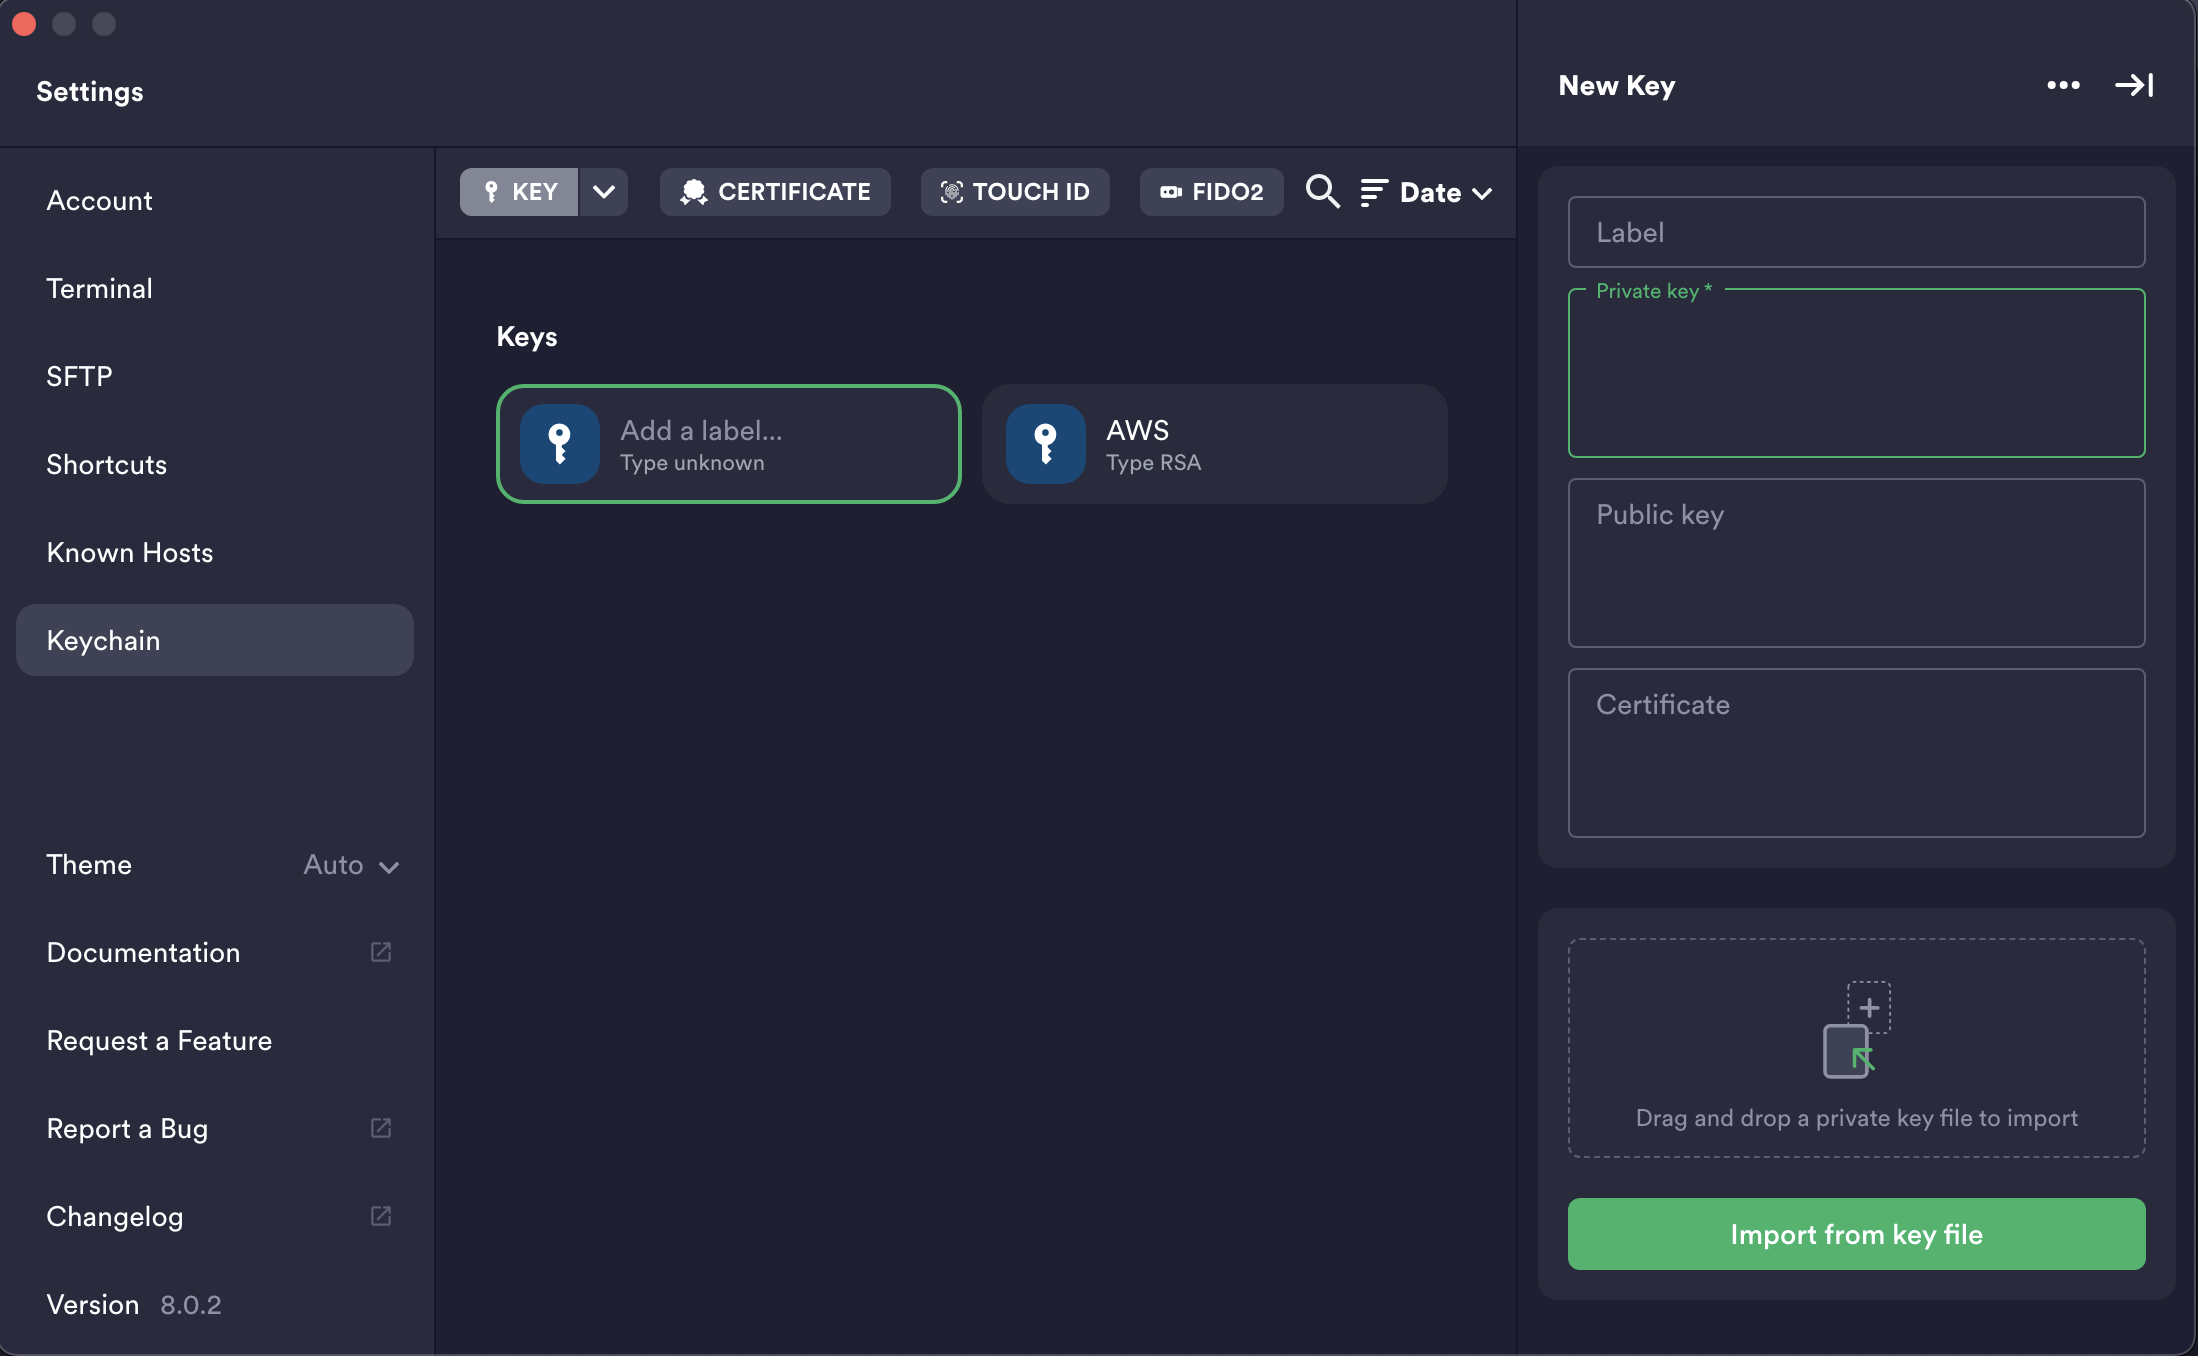 Settings
Account
Terminal
SFTP
Shortcuts
Known Hosts
Keychain
Theme Auto
Documentation
Request a Feature
Report a Bug
Changelog
Version 8.0.2
KEY CERTIFICATE TOUCH ID FIDO2 Date
Keys
Add a label...
Type unknown
AWS
Type RSA
New Key
Label
Private key *
Public key
Certificate
Drag and drop a private key file to import
Import from key file